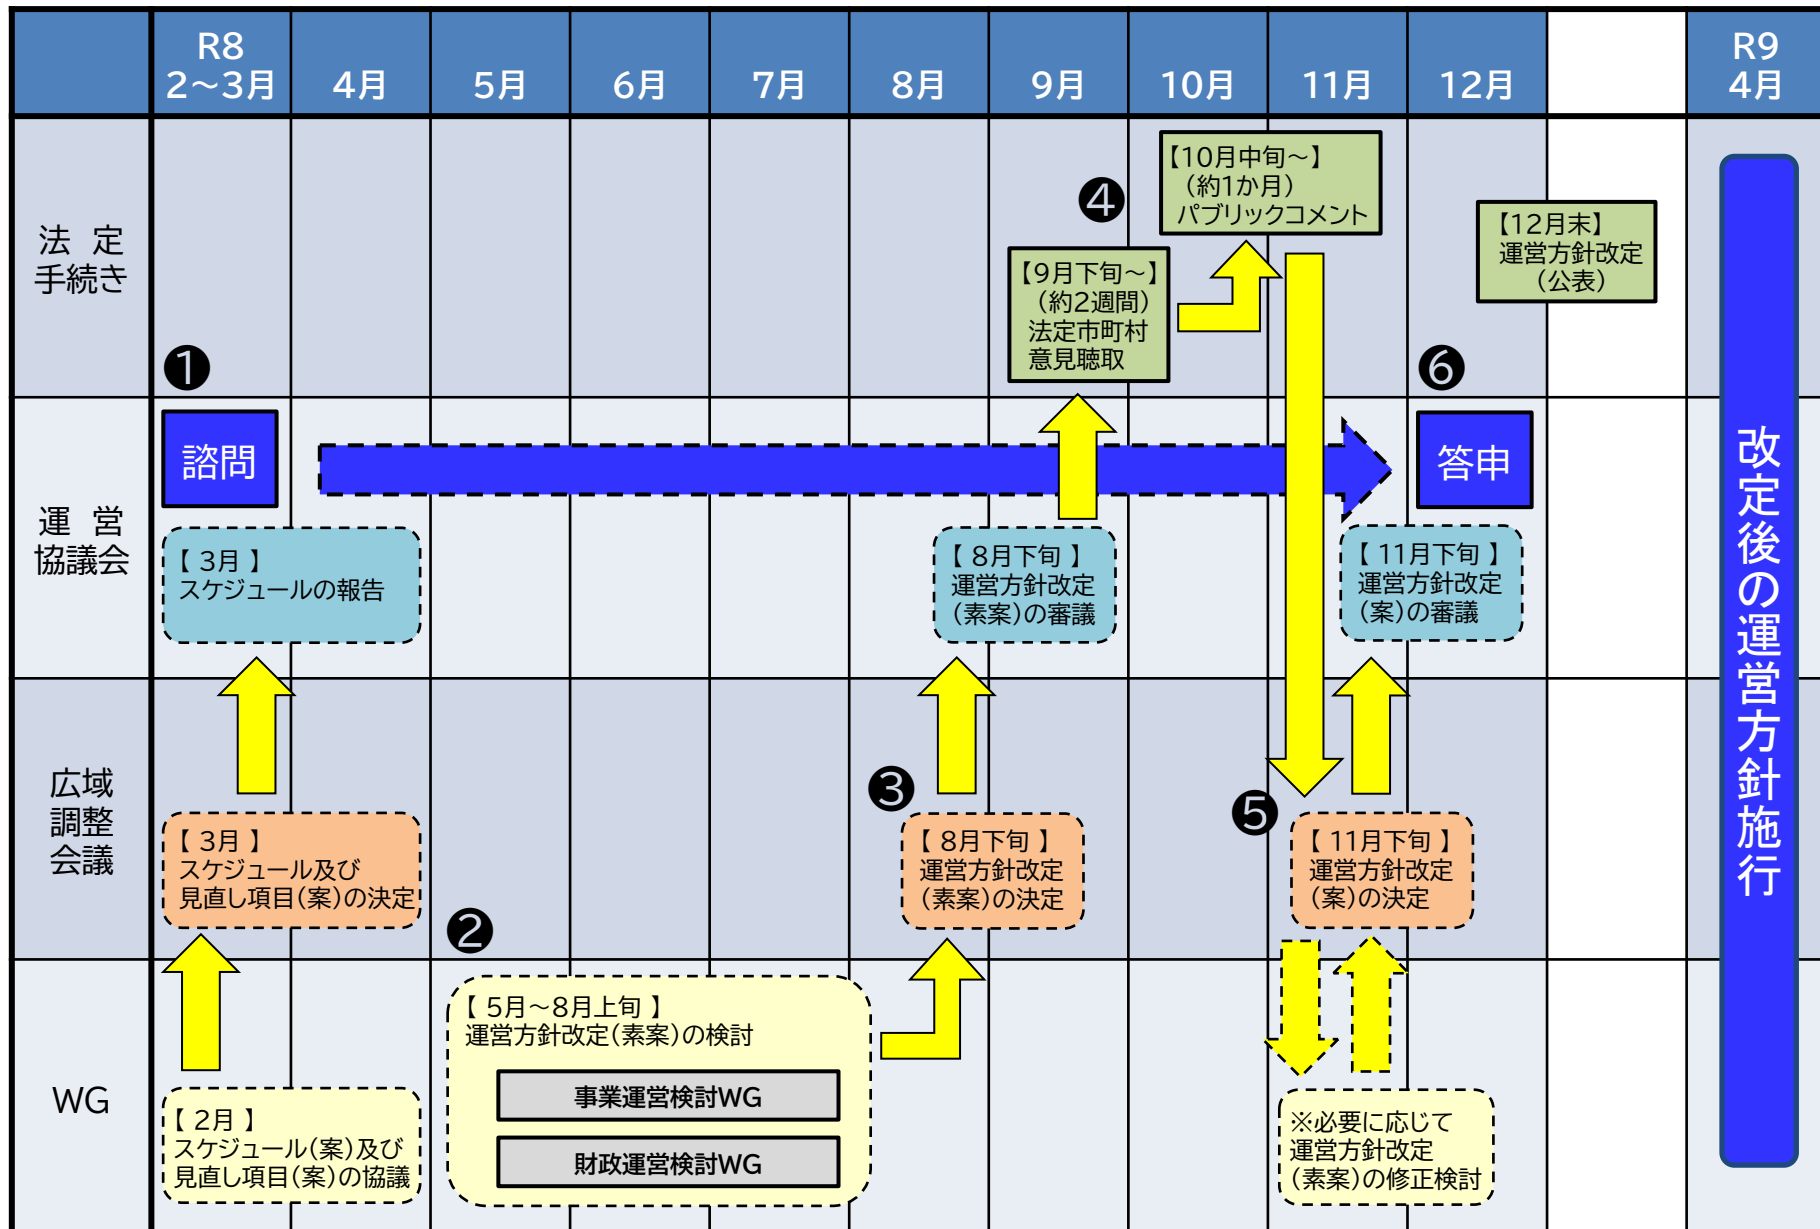 R8
2～3月
4月
5月
6月
7月
8月
9月
10月
11月
12月
R9
4月
法 定
手続き
❶
【9月下旬～】
（約2週間）
法定市町村
意見聴取
❹
【10月中旬～】
（約1か月）
パブリックコメント
【12月末】
運営方針改定
（公表）
❻
運 営
協議会
諮問
答申
【 3月 】
スケジュールの報告
【 8月下旬 】
運営方針改定
(素案)の審議
【 11月下旬 】
運営方針改定
(案)の審議
広域
調整
会議
【 3月 】
スケジュール及び
見直し項目(案)の決定
❸
【 8月下旬 】
運営方針改定
(素案)の決定
❺
【 11月下旬 】
運営方針改定
(案)の決定
WG
【 2月 】
スケジュール(案)及び
見直し項目(案)の協議
❷
【 5月～8月上旬 】
運営方針改定(素案)の検討
事業運営検討WG
財政運営検討WG
※必要に応じて
運営方針改定
(素案)の修正検討
改定後の運営方針施行